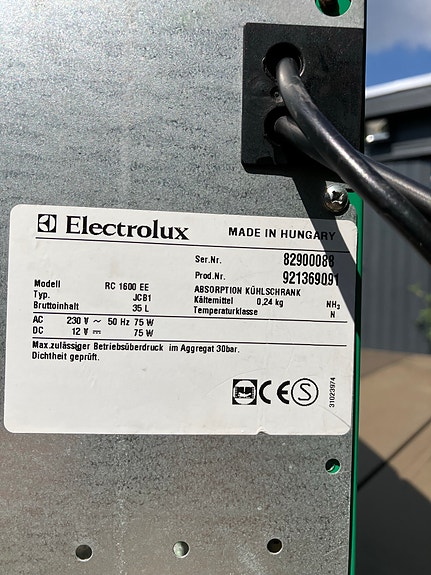 Electrolux MADE IN HUNGARY
Ser.Nr. 82900088
Prod.Nr. 921369091
Modell RC 1600 EE ABSORPTION KÜHLSCHRANK
Typ. JCB1 Kältemittel 0,24 kg NH₃
Bruttoinhalt 35 L Temperaturklasse N
AC 230 V ~ 50 Hz 75 W
DC 12 V ⎓ 75 W
Max.zulässiger Betriebsüberdruck im Aggregat 30bar.
Dichtheit geprüft.
CE S
31023974